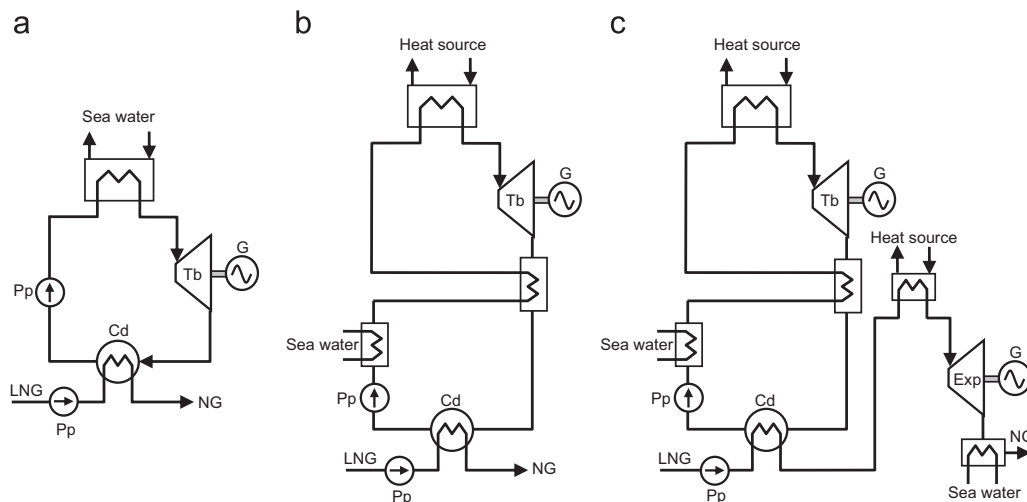 a
Sea water
G
Tb
Pp
Cd
LNG
NG
Pp
b
Heat source
G
Tb
Sea water
Pp
Cd
LNG
NG
Pp
c
Heat source
G
Tb
Heat source
Sea water
G
Exp
Pp
Cd
NG
LNG
Pp
Sea water